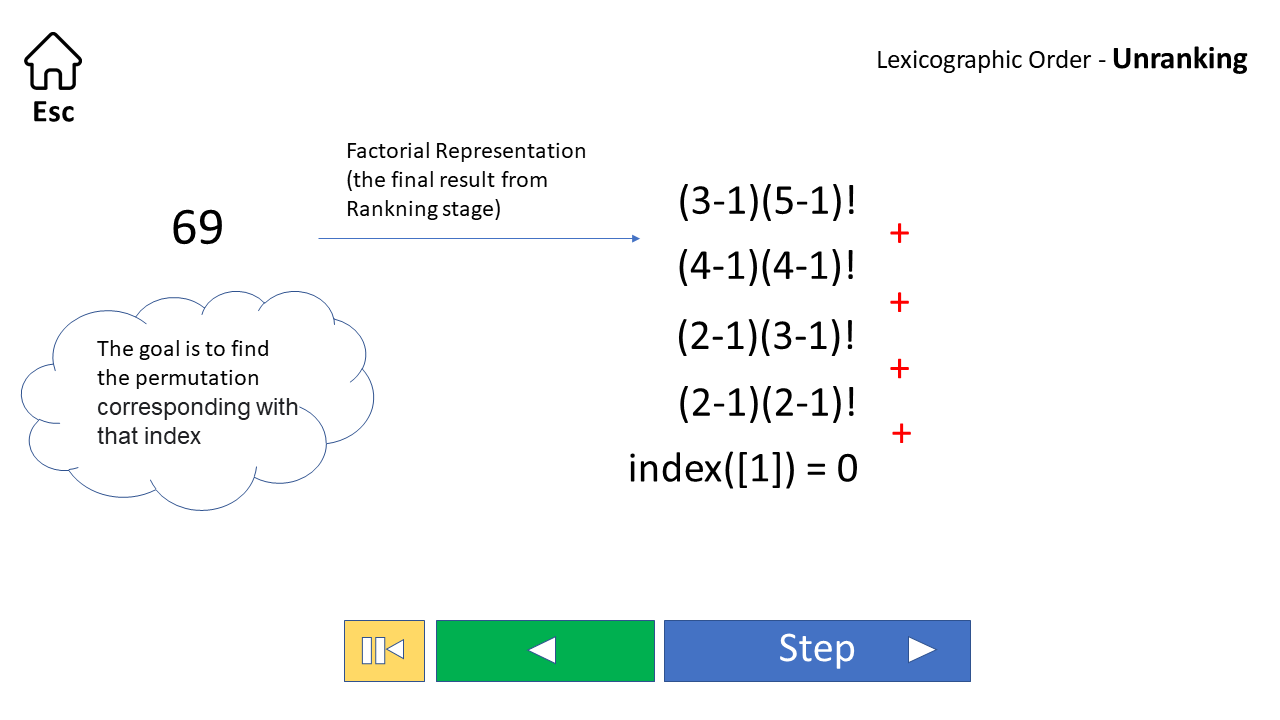 Lexicographic Order - Unranking
Esc
Factorial Representation
(the final result from
Rankning stage)
69
(3-1)(5-1)!
+
(4-1)(4-1)!
+
(2-1)(3-1)!
+
(2-1)(2-1)!
+
index([1]) = 0
The goal is to find
the permutation
corresponding with
that index
Step